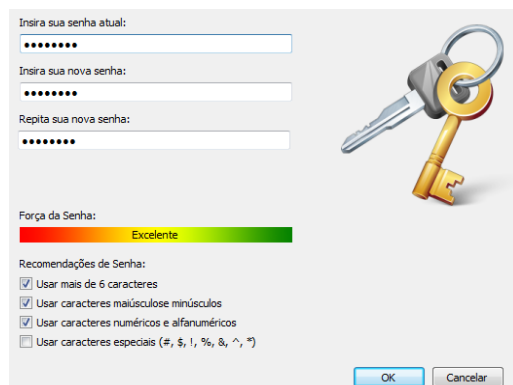 Insira sua senha atual:
••••••••
Insira sua nova senha:
••••••••
Repita sua nova senha:
••••••••
Força da Senha:
Excelente
Recomendações de Senha:
Usar mais de 6 caracteres
Usar caracteres maiúsculose minúsculos
Usar caracteres numéricos e alfanuméricos
Usar caracteres especiais (#, $, !, %, &, ^, *)
OK Cancelar